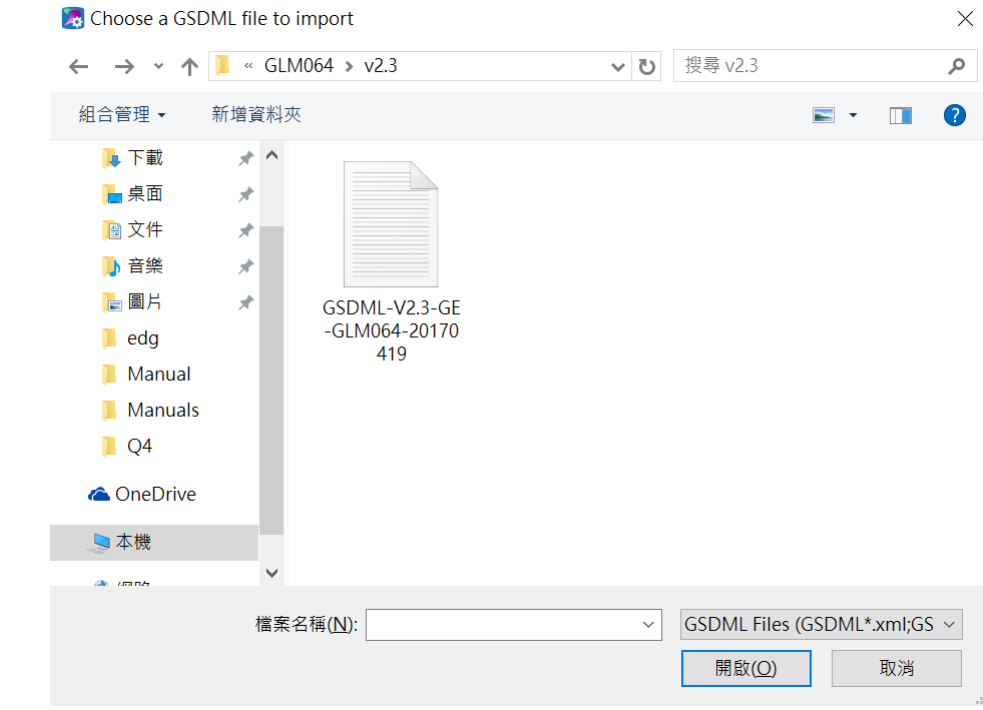 Choose a GSDML file to import
« GLM064 › v2.3
搜尋 v2.3
組合管理
新增資料夾
下載
桌面
文件
音樂
圖片
edg
Manual
Manuals
Q4
OneDrive
本機
GSDML-V2.3-GE
-GLM064-20170
419
檔案名稱(N):
GSDML Files (GSDML*.xml;GS
開啟(O)
取消